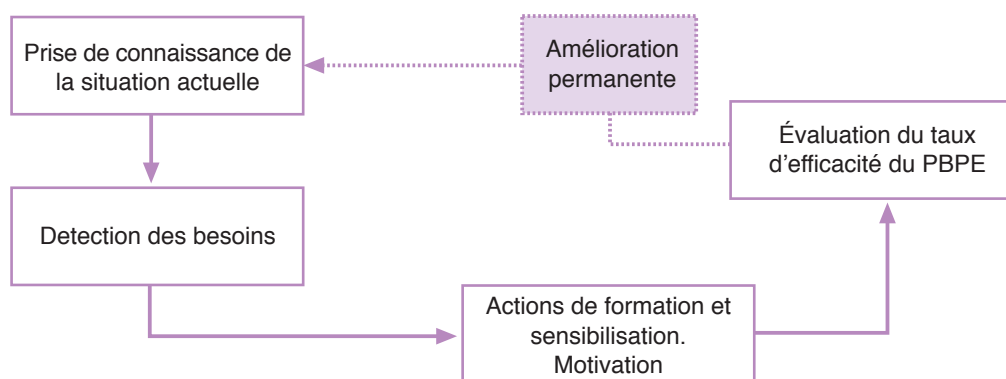 Prise de connaissance de
la situation actuelle
Amélioration
permanente
Évaluation du taux
d'efficacité du PBPE
Detection des besoins
Actions de formation et
sensibilisation.
Motivation